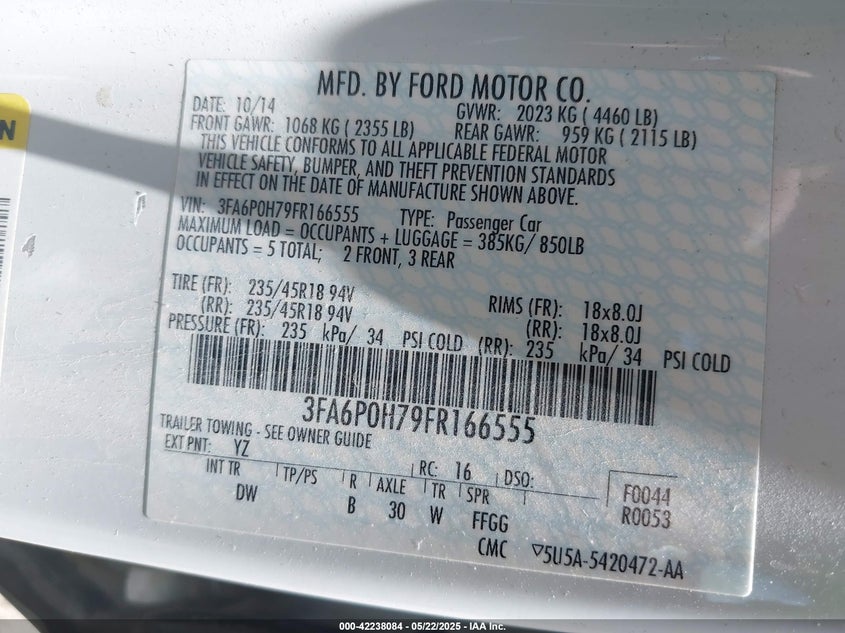 MFD. BY FORD MOTOR CO.
DATE: 10/14 GVWR: 2023 KG ( 4460 LB)
FRONT GAWR: 1068 KG ( 2355 LB) REAR GAWR: 959 KG ( 2115 LB)
THIS VEHICLE CONFORMS TO ALL APPLICABLE FEDERAL MOTOR
VEHICLE SAFETY, BUMPER, AND THEFT PREVENTION STANDARDS
IN EFFECT ON THE DATE OF MANUFACTURE SHOWN ABOVE.
VIN: 3FA6P0H79FR166555 TYPE: Passenger Car
MAXIMUM LOAD = OCCUPANTS + LUGGAGE = 385KG/ 850LB
OCCUPANTS = 5 TOTAL; 2 FRONT, 3 REAR
TIRE (FR): 235/45R18 94V RIMS (FR): 18x8.0J
(RR): 235/45R18 94V (RR): 18x8.0J
PRESSURE (FR): 235 kPa/ 34 PSI COLD (RR): 235 kPa/ 34 PSI COLD
3FA6P0H79FR166555
TRAILER TOWING - SEE OWNER GUIDE
EXT PNT: YZ RC: 16 DSO:
INT TR TP/PS R AXLE TR SPR F0044
DW B 30 W FFGG R0053
CMC ▽5U5A-5420472-AA
N
000-42238084 - 05/22/2025 - IAA Inc.